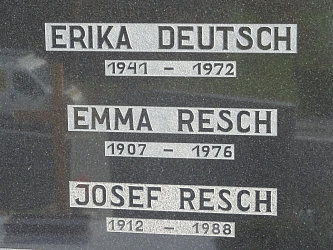 ERIKA DEUTSCH
1941 - 1972
EMMA RESCH
1907 - 1976
JOSEF RESCH
1912 - 1988